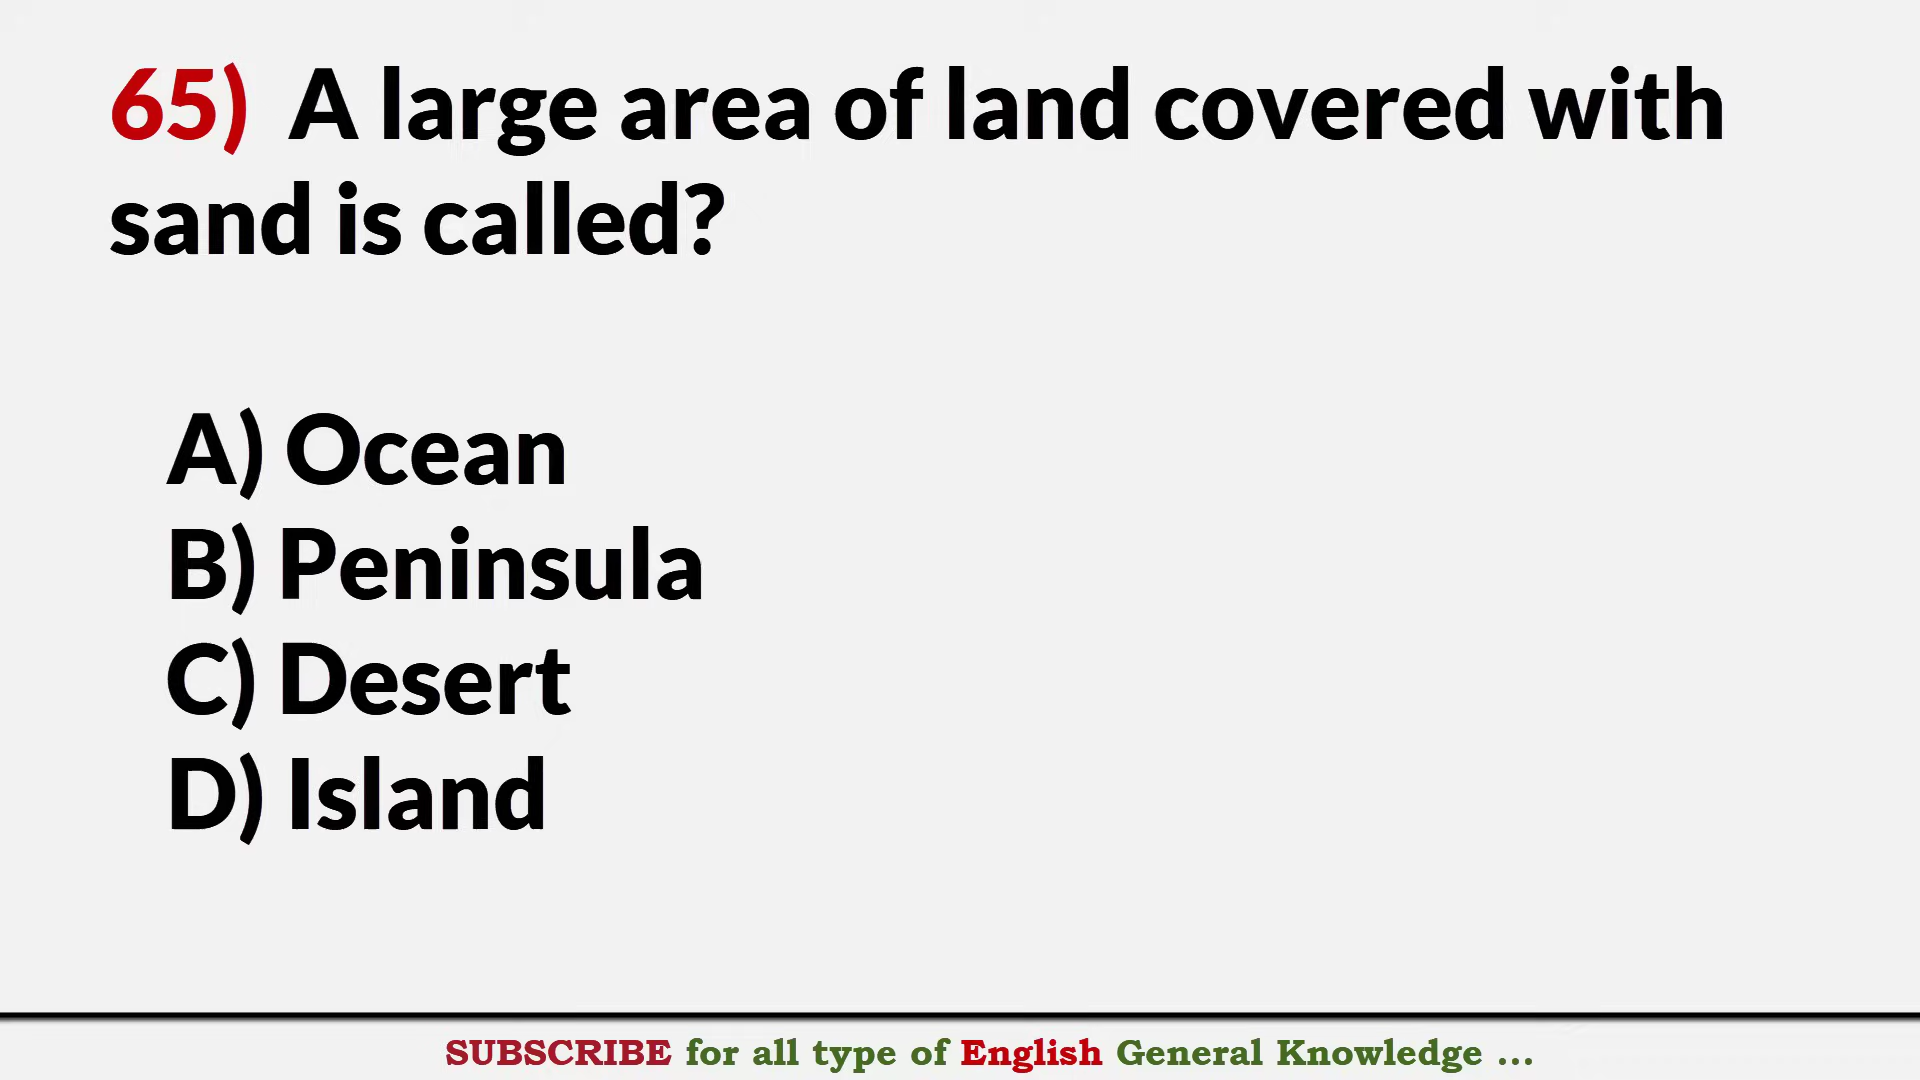 65) A large area of land covered with
sand is called?
A) Ocean
B) Peninsula
C) Desert
D) Island
SUBSCRIBE for all type of English General Knowledge ...